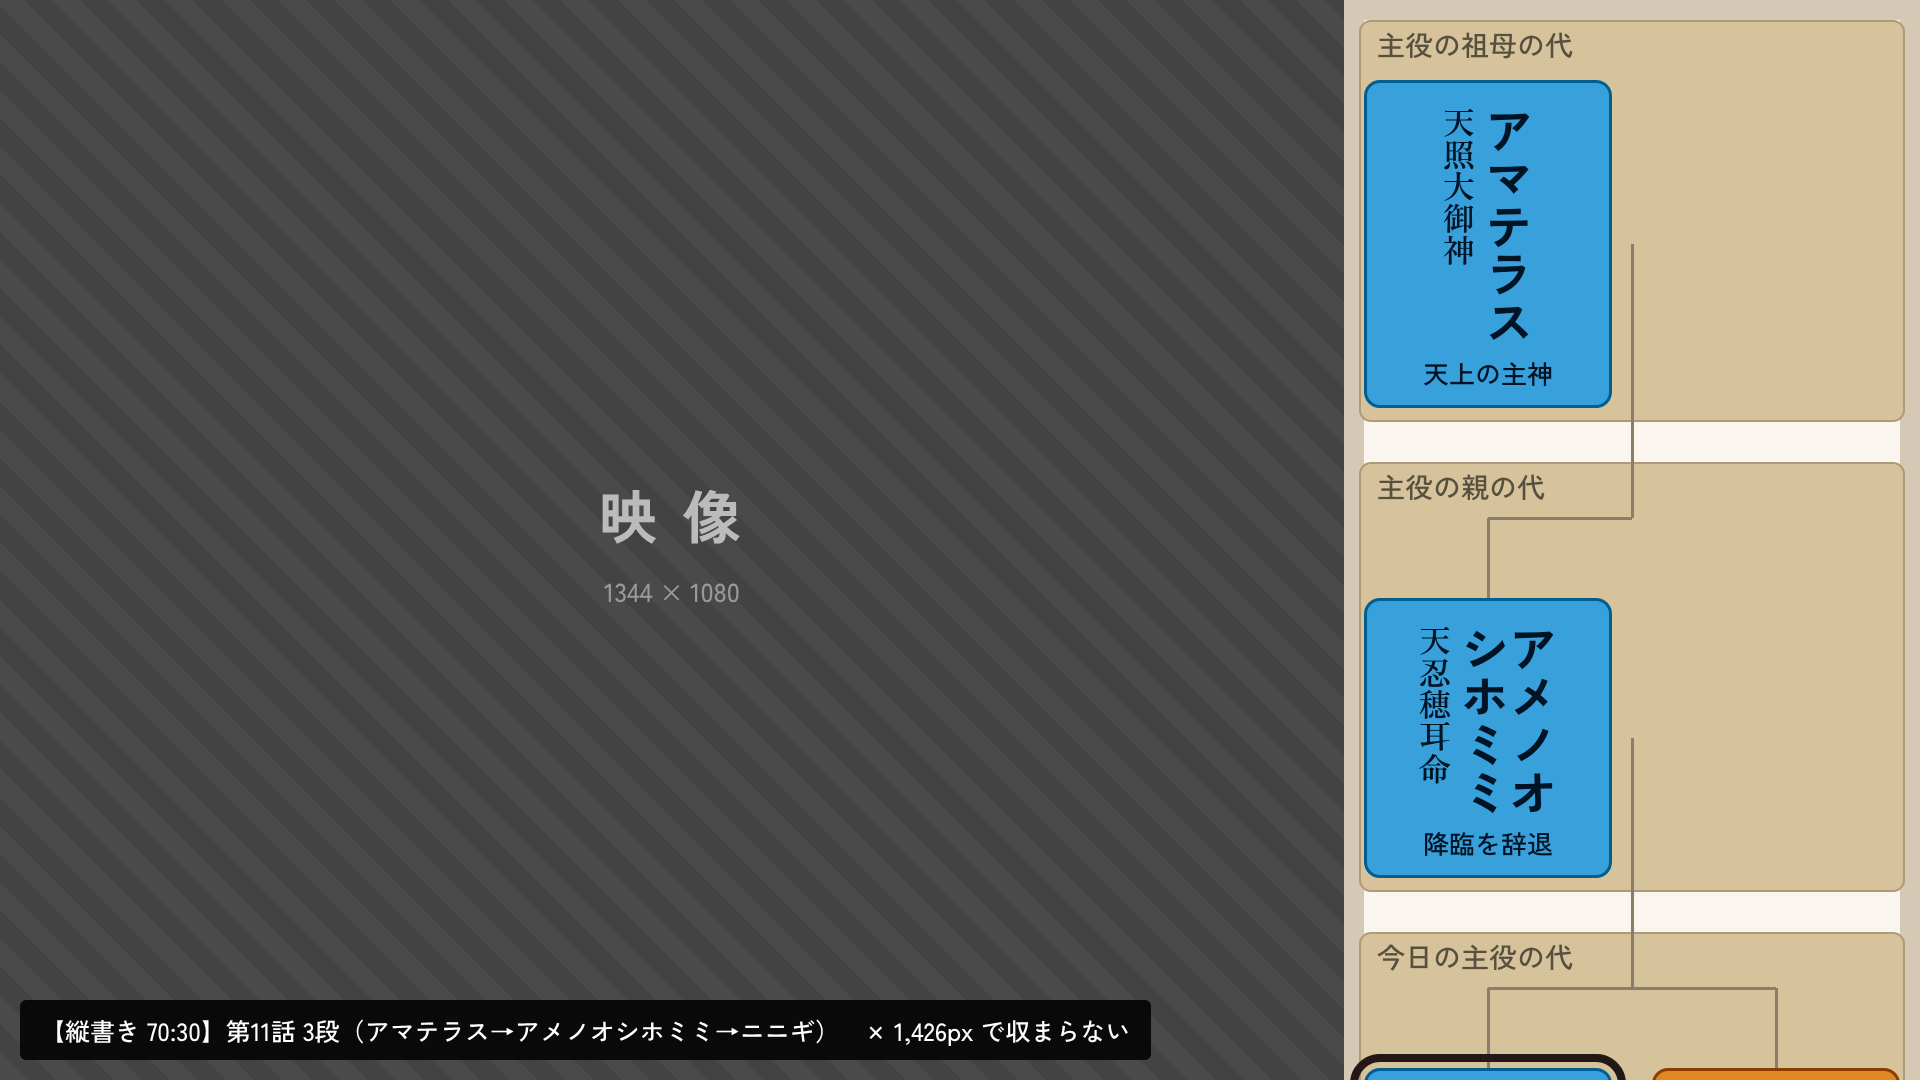 映像
1344 × 1080
【縦書き 70:30】第11話 3段（アマテラス→アメノオシホミミ→ニニギ）　× 1,426px で収まらない
主役の祖母の代
アマテラス
天照大御神
天上の主神
主役の親の代
アメノオ
シホミミ
天忍穂耳命
降臨を辞退
今日の主役の代